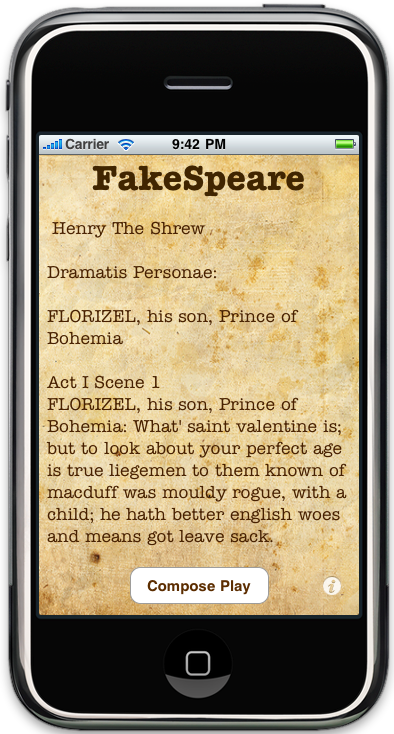 Carrier 9:42 PM
FakeSpeare
Henry The Shrew
Dramatis Personae:
FLORIZEL, his son, Prince of
Bohemia
Act I Scene 1
FLORIZEL, his son, Prince of
Bohemia: What' saint valentine is;
but to look about your perfect age
is true liegemen to them known of
macduff was mouldy rogue, with a
child; he hath better english woes
and means got leave sack.
Compose Play
i